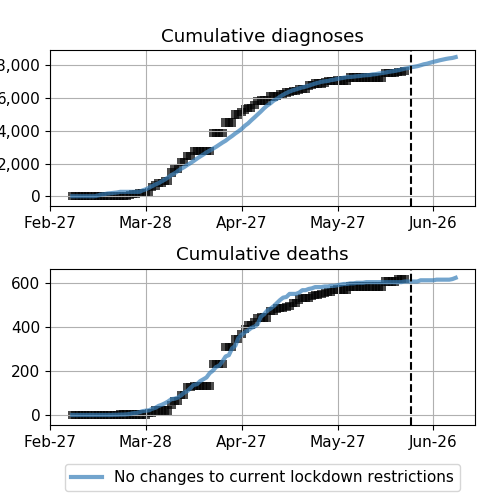 Cumulative diagnoses
8,000
6,000
4,000
2,000
0
Feb-27 Mar-28 Apr-27 May-27 Jun-26
Cumulative deaths
600
400
200
0
Feb-27 Mar-28 Apr-27 May-27 Jun-26
No changes to current lockdown restrictions